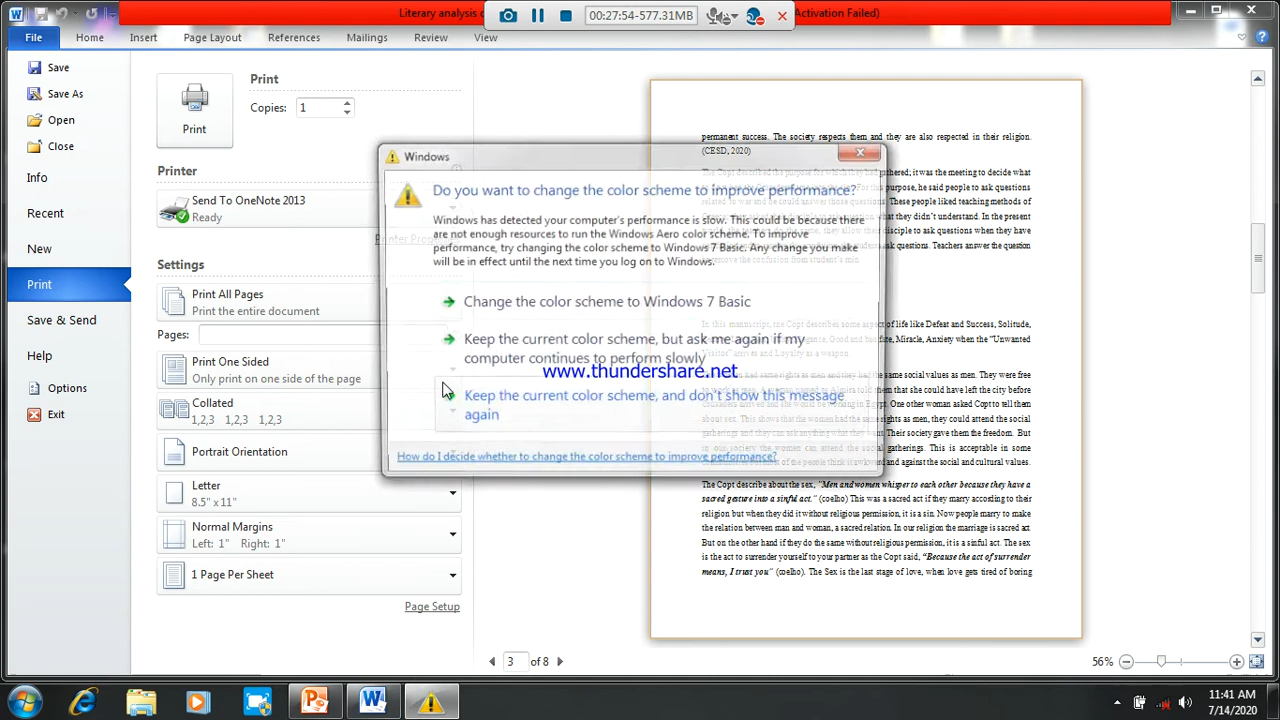 Literary analysis o
00:27:54-577.31MB
Activation Failed)
File Home Insert Page Layout References Mailings Review View
Save
Save As
Open
Close
Info
Recent
New
Print
Save & Send
Help
Options
Exit
Print
Print
Copies: 1
Printer
Send To OneNote 2013
Ready
Settings
Print All Pages
Print the entire document
Pages:
Print One Sided
Only print on one side of the page
Collated
1,2,3 1,2,3 1,2,3
Portrait Orientation
Letter
8.5" x 11"
Normal Margins
Left: 1" Right: 1"
1 Page Per Sheet
Page Setup
Windows
Do you want to change the color scheme to improve performance?
Windows has detected your computer's performance is slow. This could be because there
are not enough resources to run the Windows Aero color scheme. To improve
performance, try changing the color scheme to Windows 7 Basic. Any change you make
will be in effect until the next time you log on to Windows.
Change the color scheme to Windows 7 Basic
Keep the current color scheme, but ask me again if my
computer continues to perform slowly
www.thundershare.net
Keep the current color scheme, and don't show this message
again
How do I decide whether to change the color scheme to improve performance?
permanent success. The society respects them and they are also respected in their religion.
(CESD, 2020)
The Copt describe about the sex, "Men and women whisper to each other because they have a
sacred gesture into a sinful act." (coelho) This was a sacred act if they marry according to their
religion but when they did it without religious permission, it is a sin. Now people marry to make
the relation between man and woman, a sacred relation. In our religion the marriage is sacred act.
But on the other hand if they do the same without religious permission, it is a sinful act. The sex
is the act to surrender yourself to your partner as the Copt said, "Because the act of surrender
means, I trust you" (coelho). The Sex is the last stage of love, when love gets tired of boring
3 of 8
56%
11:41 AM
7/14/2020